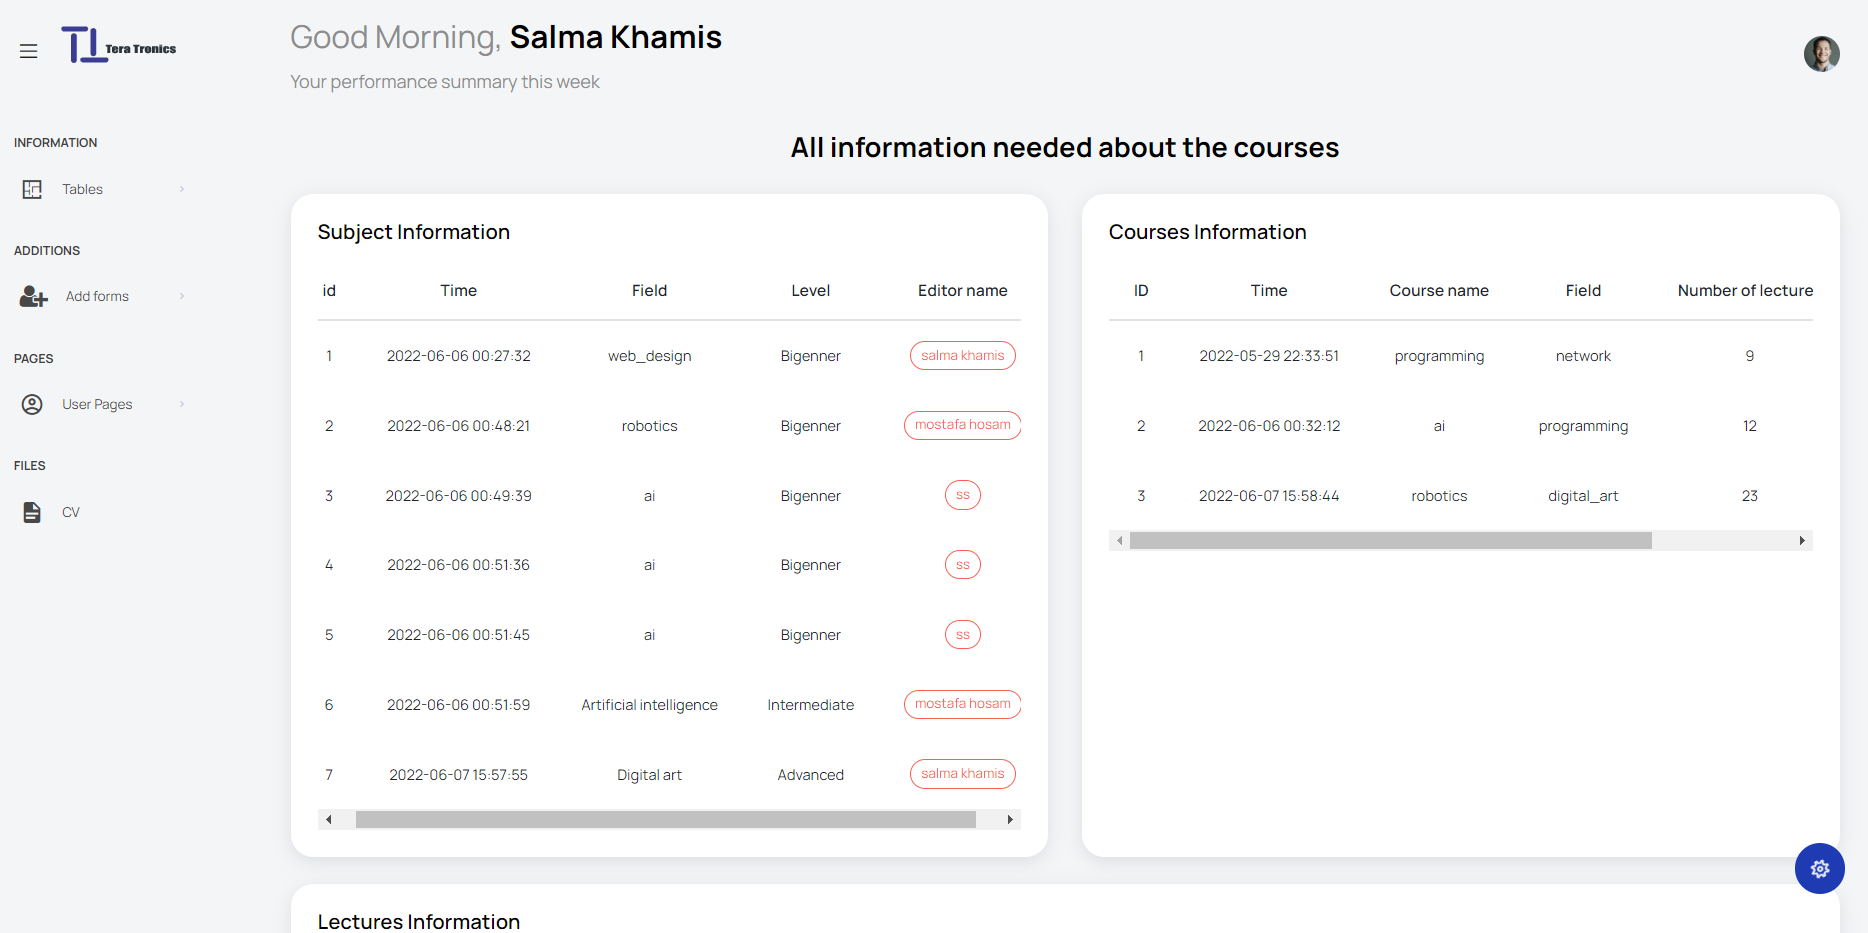 TL Tera Tronics
Good Morning, Salma Khamis
Your performance summary this week
INFORMATION
Tables
ADDITIONS
Add forms
PAGES
User Pages
FILES
CV
All information needed about the courses
Subject Information
id Time Field Level Editor name
1 2022-06-06 00:27:32 web_design Bigenner salma khamis
2 2022-06-06 00:48:21 robotics Bigenner mostafa hosam
3 2022-06-06 00:49:39 ai Bigenner ss
4 2022-06-06 00:51:36 ai Bigenner ss
5 2022-06-06 00:51:45 ai Bigenner ss
6 2022-06-06 00:51:59 Artificial intelligence Intermediate mostafa hosam
7 2022-06-07 15:57:55 Digital art Advanced salma khamis
Courses Information
ID Time Course name Field Number of lecture
1 2022-05-29 22:33:51 programming network 9
2 2022-06-06 00:32:12 ai programming 12
3 2022-06-07 15:58:44 robotics digital_art 23
Lectures Information